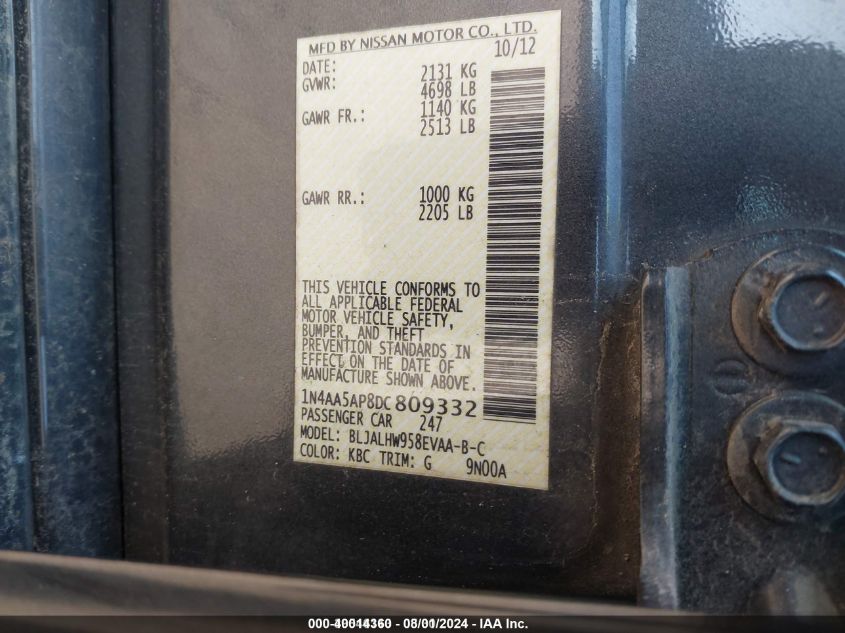 MFD BY NISSAN MOTOR CO., LTD.
DATE: 10/12
GVWR: 2131 KG
4698 LB
GAWR FR.: 1140 KG
2513 LB
GAWR RR.: 1000 KG
2205 LB
THIS VEHICLE CONFORMS TO
ALL APPLICABLE FEDERAL
MOTOR VEHICLE SAFETY,
BUMPER, AND THEFT
PREVENTION STANDARDS IN
EFFECT ON THE DATE OF
MANUFACTURE SHOWN ABOVE.
1N4AA5AP8DC809332
PASSENGER CAR 247
MODEL: BLJALHW958EVAA-B-C
COLOR: KBC TRIM: G 9N00A
08/01/2024 - IAA Inc.